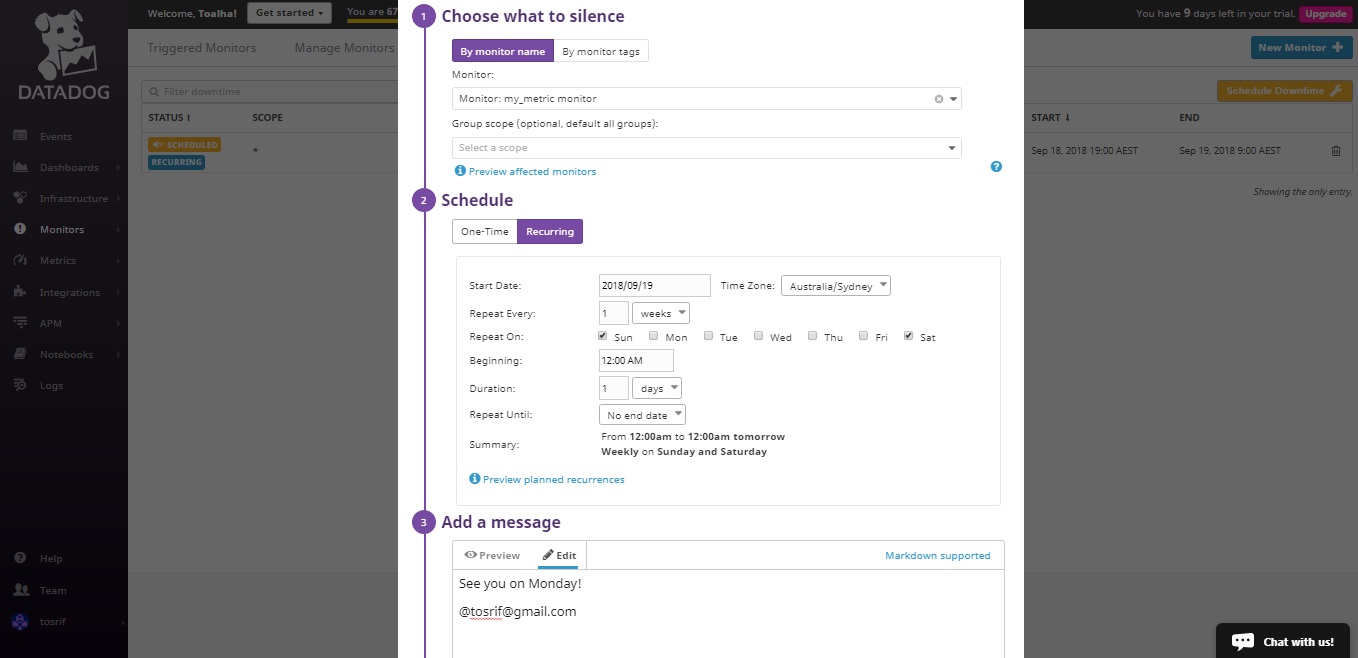 DATADOG
Events
Dashboards
Infrastructure
Monitors
Metrics
Integrations
APM
Notebooks
Logs
Help
Team
tosrif
Welcome, Toalha!
Get started
You are 67
You have 9 days left in your trial.
Upgrade
Triggered Monitors
Manage Monitors
New Monitor +
Filter downtime
Schedule Downtime
STATUS ↑
SCOPE
START ↓
END
SCHEDULED
RECURRING
*
Sep 18, 2018 19:00 AEST
Sep 19, 2018 9:00 AEST
Showing the only entry.
1 Choose what to silence
By monitor name
By monitor tags
Monitor:
Monitor: my_metric monitor
Group scope (optional, default all groups):
Select a scope
Preview affected monitors
?
2 Schedule
One-Time
Recurring
Start Date:
2018/09/19
Time Zone:
Australia/Sydney
Repeat Every:
1
weeks
Repeat On:
Sun
Mon
Tue
Wed
Thu
Fri
Sat
Beginning:
12:00 AM
Duration:
1
days
Repeat Until:
No end date
Summary:
From 12:00am to 12:00am tomorrow
Weekly on Sunday and Saturday
Preview planned recurrences
3 Add a message
Preview
Edit
Markdown supported
See you on Monday!
@tosrif@gmail.com
Chat with us!